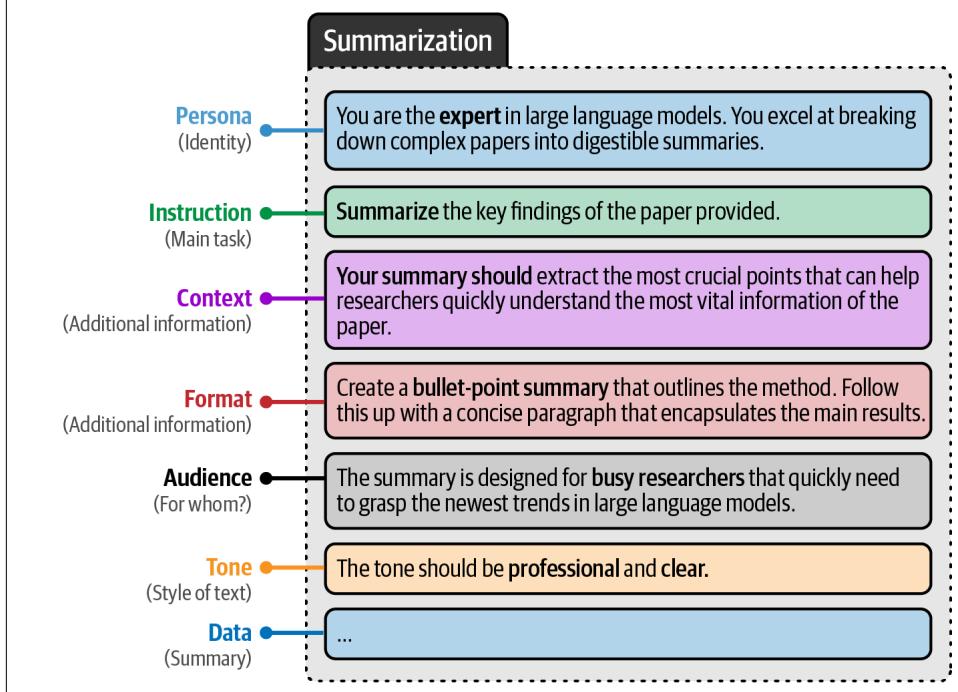 Summarization
Persona
(Identity)
You are the expert in large language models. You excel at breaking
down complex papers into digestible summaries.
Instruction
(Main task)
Summarize the key findings of the paper provided.
Context
(Additional information)
Your summary should extract the most crucial points that can help
researchers quickly understand the most vital information of the
paper.
Format
(Additional information)
Create a bullet-point summary that outlines the method. Follow
this up with a concise paragraph that encapsulates the main results.
Audience
(For whom?)
The summary is designed for busy researchers that quickly need
to grasp the newest trends in large language models.
Tone
(Style of text)
The tone should be professional and clear.
Data
(Summary)
...